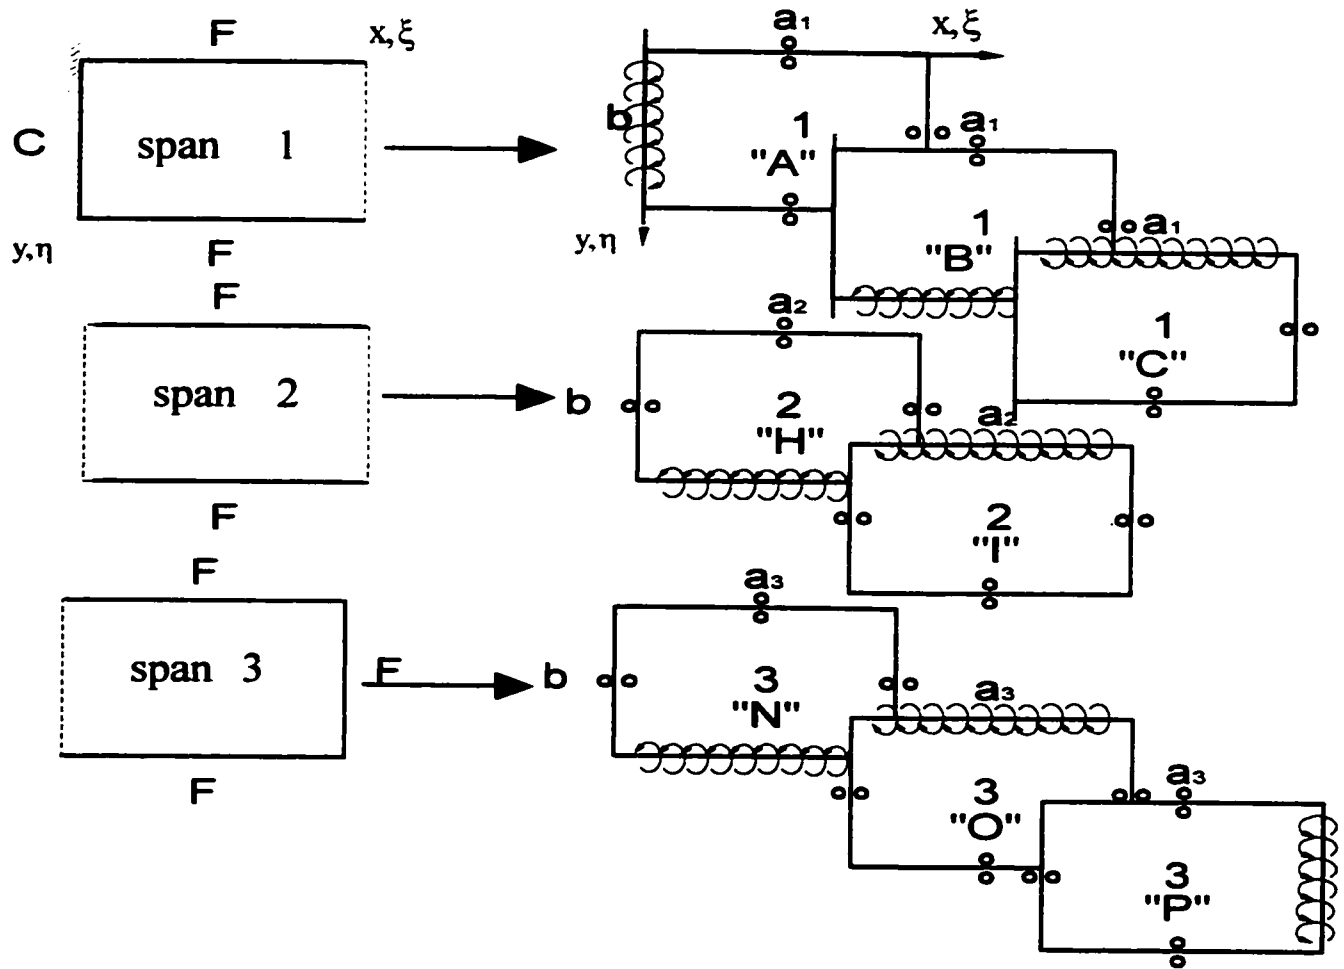 F
x,ξ
C
span 1
y,η
F
a₁
x,ξ
b
1
"A"
a₁
y,η
1
"B"
a₁
1
"C"
F
span 2
F
a₂
b
2
"H"
a₂
2
"I"
F
span 3
F
F
a₃
b
3
"N"
a₃
3
"O"
a₃
3
"P"